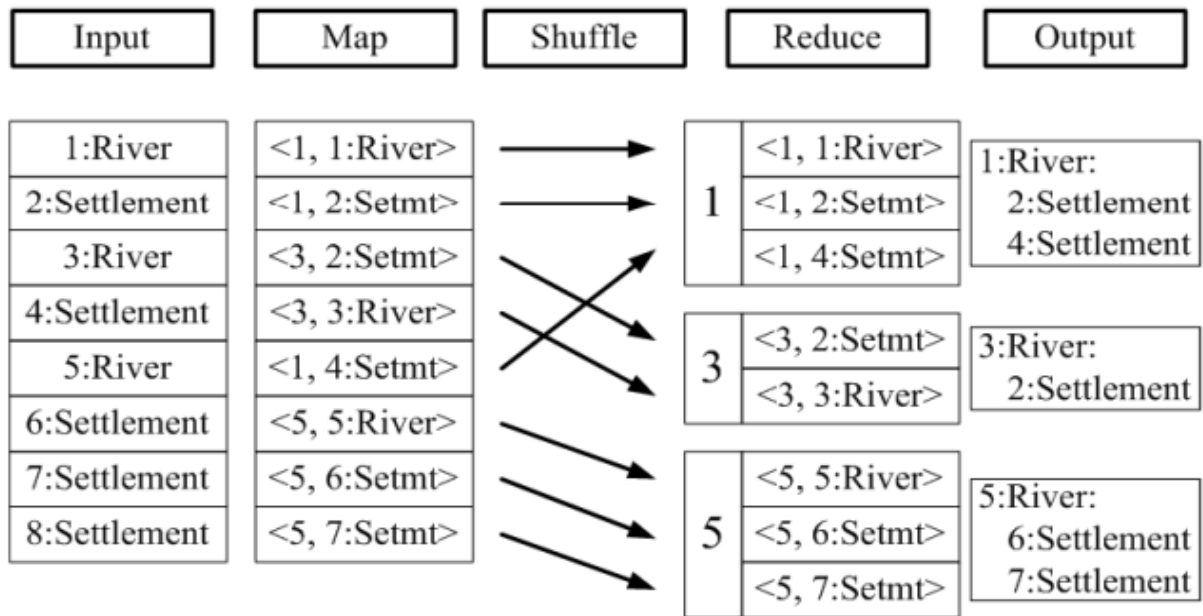 Input
Map
Shuffle
Reduce
Output
1:River
2:Settlement
3:River
4:Settlement
5:River
6:Settlement
7:Settlement
8:Settlement
<1, 1:River>
<1, 2:Setmt>
<3, 2:Setmt>
<3, 3:River>
<1, 4:Setmt>
<5, 5:River>
<5, 6:Setmt>
<5, 7:Setmt>
1
<1, 1:River>
<1, 2:Setmt>
<1, 4:Setmt>
3
<3, 2:Setmt>
<3, 3:River>
5
<5, 5:River>
<5, 6:Setmt>
<5, 7:Setmt>
1:River:
2:Settlement
4:Settlement
3:River:
2:Settlement
5:River:
6:Settlement
7:Settlement